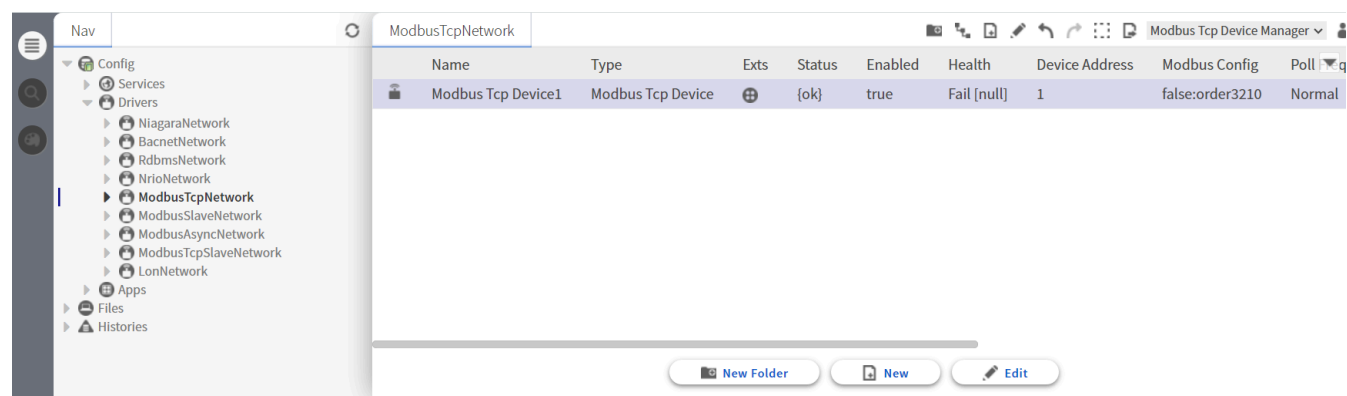 Nav
Config
Services
Drivers
NiagaraNetwork
BacnetNetwork
RdbmsNetwork
NrioNetwork
ModbusTcpNetwork
ModbusSlaveNetwork
ModbusAsyncNetwork
ModbusTcpSlaveNetwork
LonNetwork
Apps
Files
Histories
ModbusTcpNetwork
Modbus Tcp Device Manager
Name Type Exts Status Enabled Health Device Address Modbus Config Poll
Modbus Tcp Device1 Modbus Tcp Device {ok} true Fail [null] 1 false:order3210 Normal
New Folder New Edit